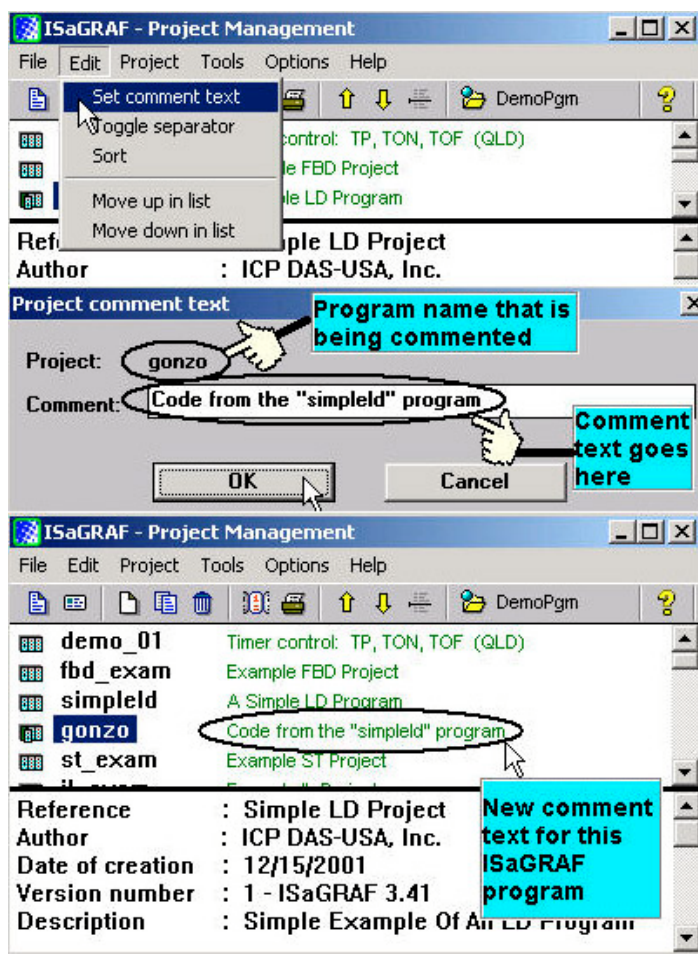 ISaGRAF - Project Management
File Edit Project Tools Options Help
Set comment text DemoPgm
Toggle separator control: TP, TON, TOF (QLD)
Sort le FBD Project
Move up in list le LD Program
Move down in list
Ref ple LD Project
Author : ICP DAS-USA, Inc.
Project comment text
Program name that is
being commented
Project: gonzo
Comment: Code from the "simpleld" program
Comment
text goes
here
OK Cancel
ISaGRAF - Project Management
File Edit Project Tools Options Help
DemoPgm
demo_01 Timer control: TP, TON, TOF (QLD)
fbd_exam Example FBD Project
simpleld A Simple LD Program
gonzo Code from the "simpleld" program
st_exam Example ST Project
Reference : Simple LD Project
Author : ICP DAS-USA, Inc.
Date of creation : 12/15/2001
Version number : 1 - ISaGRAF 3.41
Description : Simple Example Of An LD Program
New comment
text for this
ISaGRAF
program